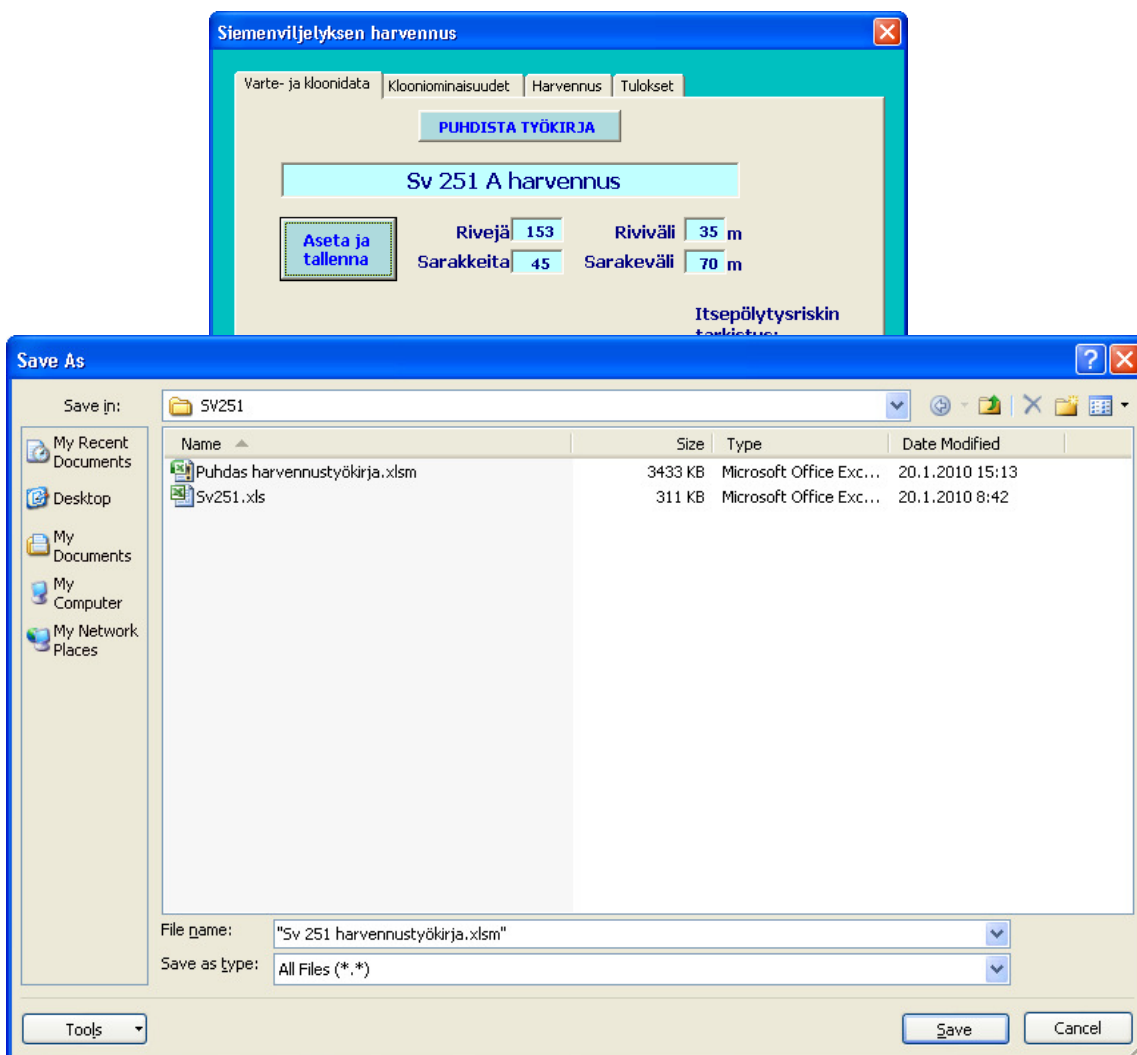 Siemenviljelyksen harvennus
Varte- ja kloonidata Klooniominaisuudet Harvennus Tulokset
PUHDISTA TYÖKIRJA
Sv 251 A harvennus
Aseta ja
tallenna
Rivejä 153 Riviväli 35 m
Sarakkeita 45 Sarakeväli 70 m
Itsepölytysriskin
tarkistus:
Save As
Save in: SV251
My Recent
Documents
Desktop
My
Documents
My
Computer
My Network
Places
Name Size Type Date Modified
Puhdas harvennustyökirja.xlsm 3433 KB Microsoft Office Exc... 20.1.2010 15:13
Sv251.xls 311 KB Microsoft Office Exc... 20.1.2010 8:42
File name: "Sv 251 harvennustyökirja.xlsm"
Save as type: All Files (*.*)
Tools Save Cancel